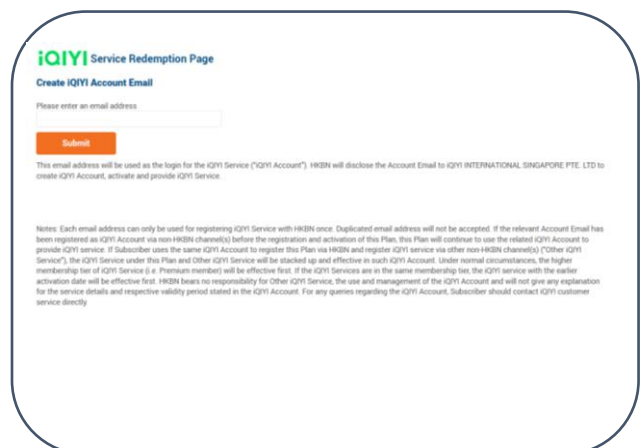 iQIYI Service Redemption Page
Create iQIYI Account Email
Please enter an email address
Submit
This email address will be used as the login for the iQIYI Service ("iQIYI Account"). HKBN will disclose the Account Email to iQIYI INTERNATIONAL SINGAPORE PTE. LTD to
create iQIYI Account, activate and provide iQIYI Service.
Notes: Each email address can only be used for registering iQIYI Service with HKBN once. Duplicated email address will not be accepted. If the relevant Account Email has
been registered as iQIYI Account via non-HKBN channel(s) before the registration and activation of this Plan, this Plan will continue to use the related iQIYI Account to
provide iQIYI service. If Subscriber uses the same iQIYI Account to register this Plan via HKBN and register iQIYI service via other non-HKBN channel(s) ("Other iQIYI
Service"), the iQIYI Service under this Plan and Other iQIYI Service will be stacked up and effective in such iQIYI Account. Under normal circumstances, the higher
membership tier of iQIYI Service (i.e. Premium member) will be effective first. If the iQIYI Services are in the same membership tier, the iQIYI service with the earlier
activation date will be effective first. HKBN bears no responsibility for Other iQIYI Service, the use and management of the iQIYI Account and will not give any explanation
for the service details and respective validity period stated in the iQIYI Account. For any queries regarding the iQIYI Account, Subscriber should contact iQIYI customer
service directly.